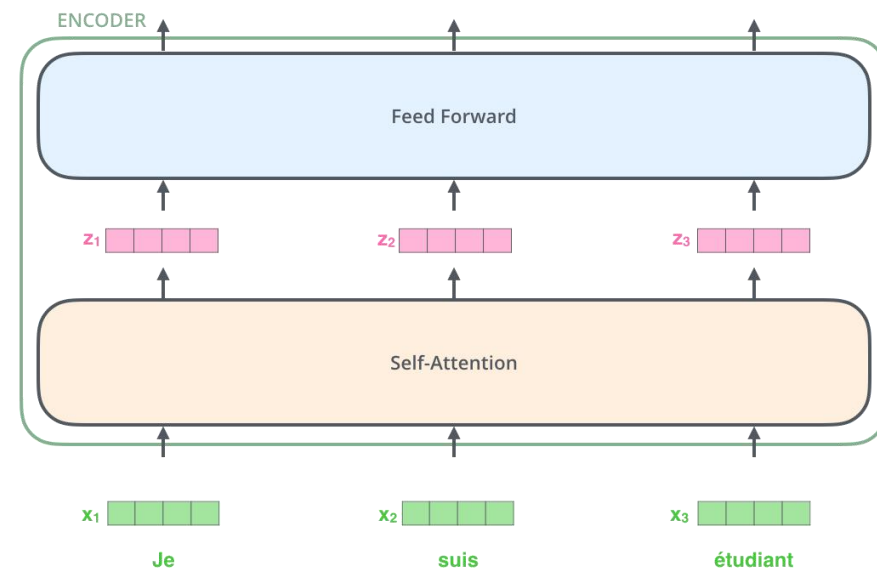 ENCODER
Feed Forward
z₁ z₂ z₃
Self-Attention
x₁ x₂ x₃
Je suis étudiant